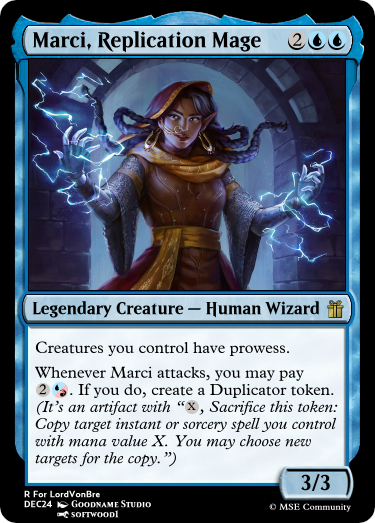 Marci, Replication Mage 2UU
Legendary Creature — Human Wizard
Creatures you control have prowess.
Whenever Marci attacks, you may pay
2. If you do, create a Duplicator token.
(It's an artifact with “X, Sacrifice this token:
Copy target instant or sorcery spell you control
with mana value X. You may choose new
targets for the copy.”)
3/3
R For LordVonBre
DEC24 Goodname Studio
softwood1
© MSE Community